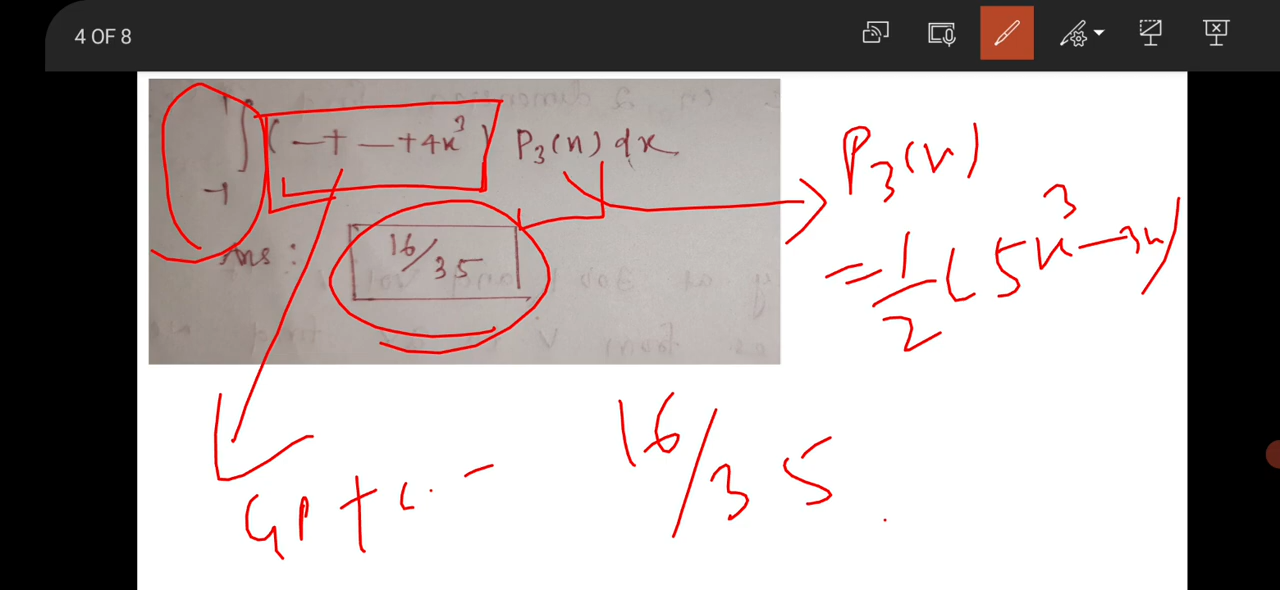 4 OF 8
1
∫ ( — + — + 4x³ ) P₃(x) dx
-1
Ans : 16/35
P₃(x)
= 1/2 ( 5x³ — 3x )
16/35